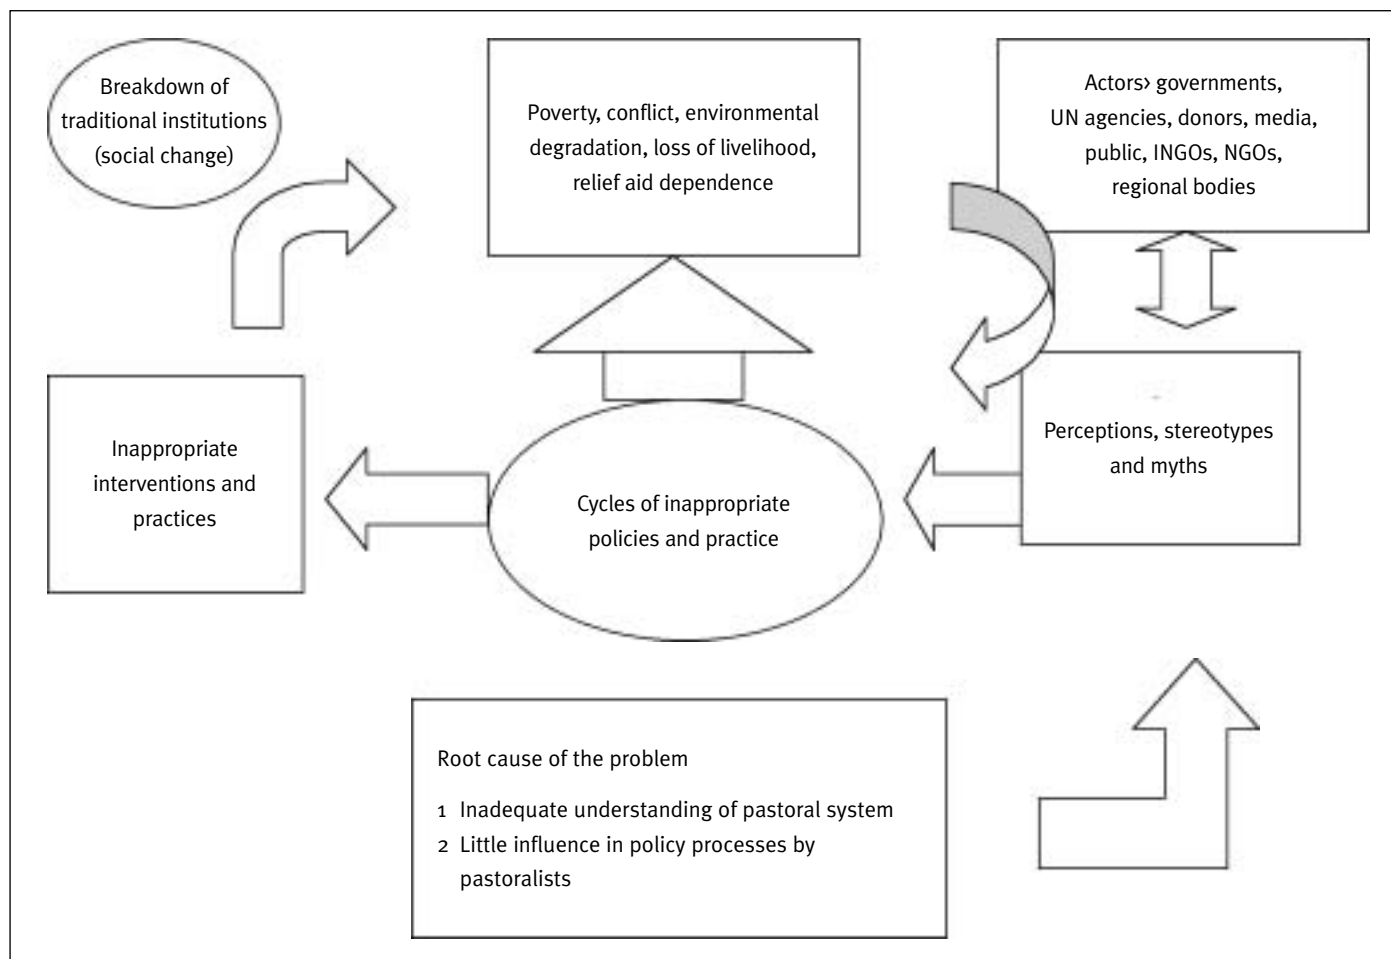 Breakdown of
traditional institutions
(social change)
Poverty, conflict, environmental
degradation, loss of livelihood,
relief aid dependence
Actors> governments,
UN agencies, donors, media,
public, INGOs, NGOs,
regional bodies
Inappropriate
interventions and
practices
Cycles of inappropriate
policies and practice
Perceptions, stereotypes
and myths
Root cause of the problem
1 Inadequate understanding of pastoral system
2 Little influence in policy processes by
pastoralists